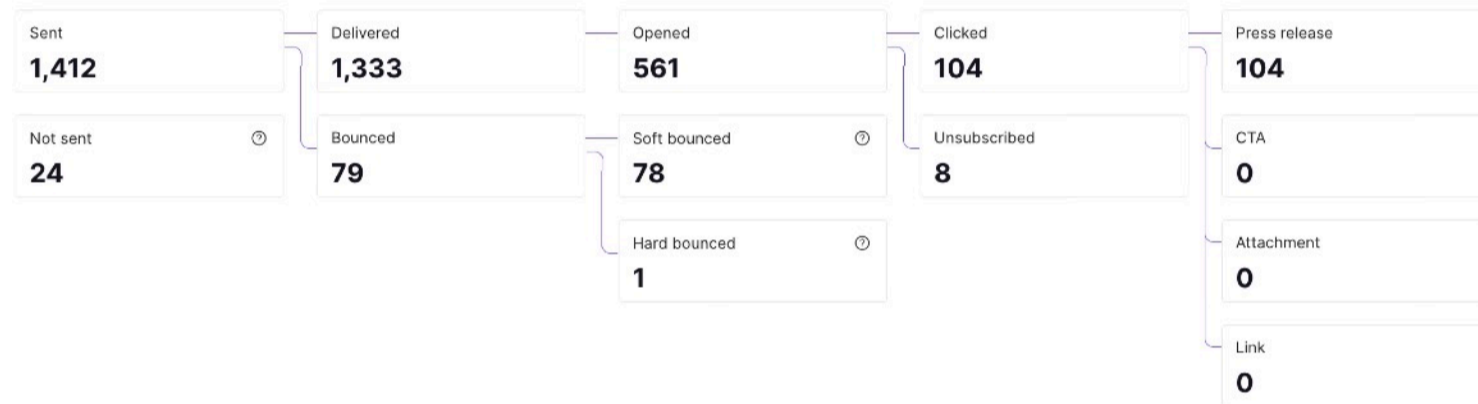 Sent
1,412
Delivered
1,333
Opened
561
Clicked
104
Press release
104
Not sent
24
Bounced
79
Soft bounced
78
Unsubscribed
8
CTA
0
Hard bounced
1
Attachment
0
Link
0